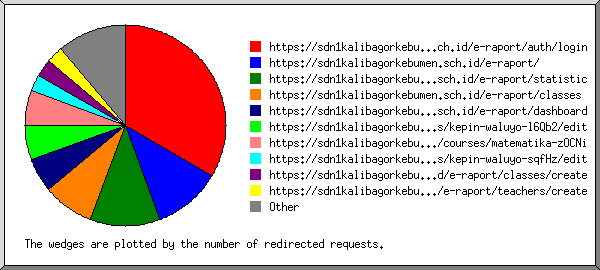 https://sdn1kalibagorkebu...ch.id/e-raport/auth/login
https://sdn1kalibagorkebumen.sch.id/e-raport/
https://sdn1kalibagorkebu...sch.id/e-raport/statistic
https://sdn1kalibagorkebumen.sch.id/e-raport/classes
https://sdn1kalibagorkebu...sch.id/e-raport/dashboard
https://sdn1kalibagorkebu...s/kepin-waluyo-l6Qb2/edit
https://sdn1kalibagorkebu.../courses/matematika-zOCNi
https://sdn1kalibagorkebu...s/kepin-waluyo-sqfHz/edit
https://sdn1kalibagorkebu...d/e-raport/classes/create
https://sdn1kalibagorkebu.../e-raport/teachers/create
Other
The wedges are plotted by the number of redirected requests.